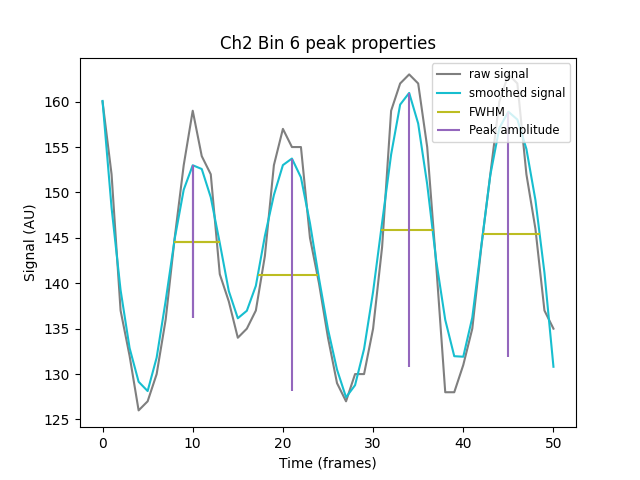 Ch2 Bin 6 peak properties
raw signal
smoothed signal
FWHM
Peak amplitude
Signal (AU)
160
155
150
145
140
135
130
125
0 10 20 30 40 50
Time (frames)